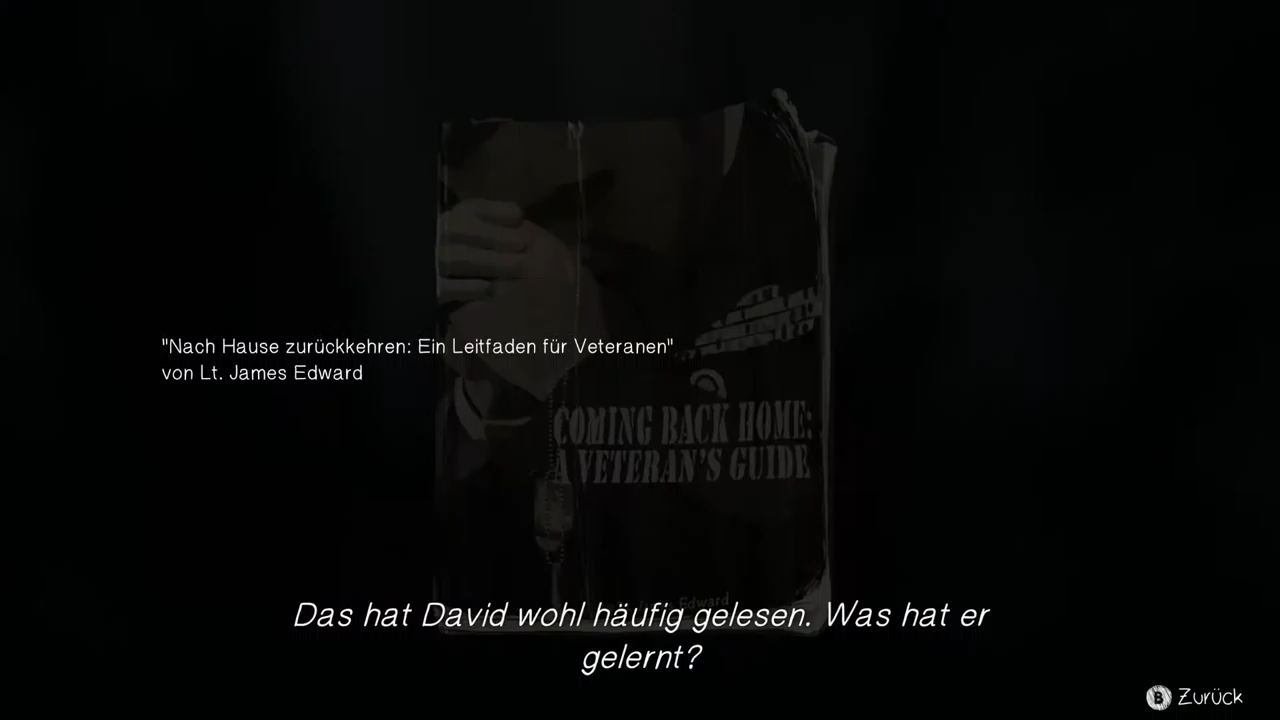 "Nach Hause zurückkehren: Ein Leitfaden für Veteranen"
von Lt. James Edward
COMING BACK HOME:
A VETERAN'S GUIDE
Edward
Das hat David wohl häufig gelesen. Was hat er
gelernt?
B Zurück